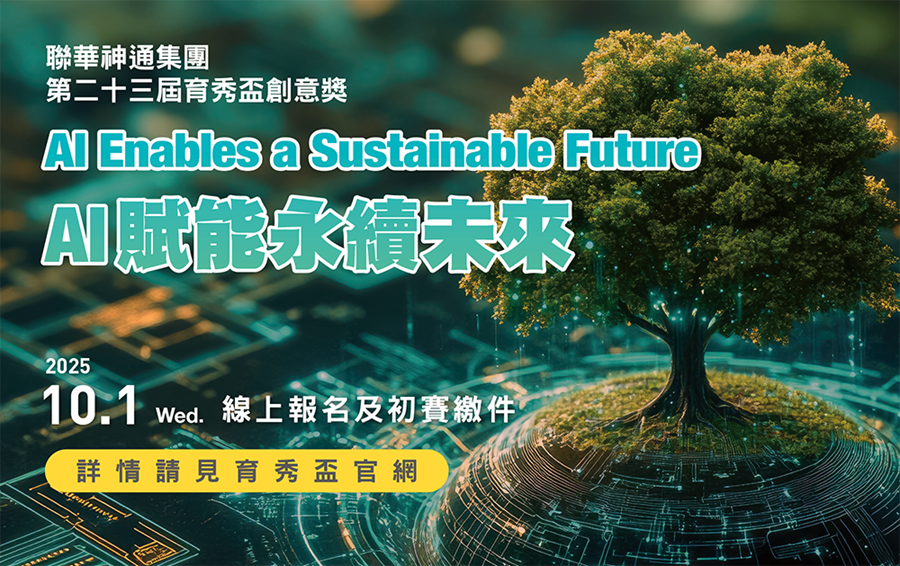 聯華神通集團
第二十三屆育秀盃創意獎
AI Enables a Sustainable Future
AI賦能永續未來
2025
10.1 Wed. 線上報名及初賽繳件
詳情請見育秀盃官網